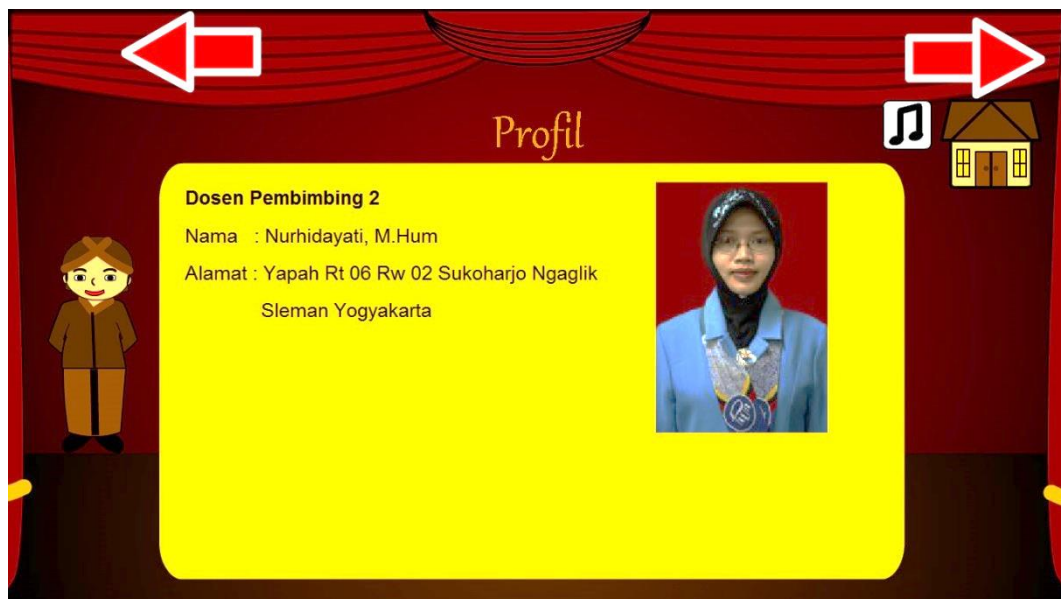 Profil
Dosen Pembimbing 2
Nama : Nurhidayati, M.Hum
Alamat : Yapah Rt 06 Rw 02 Sukoharjo Ngaglik
Sleman Yogyakarta